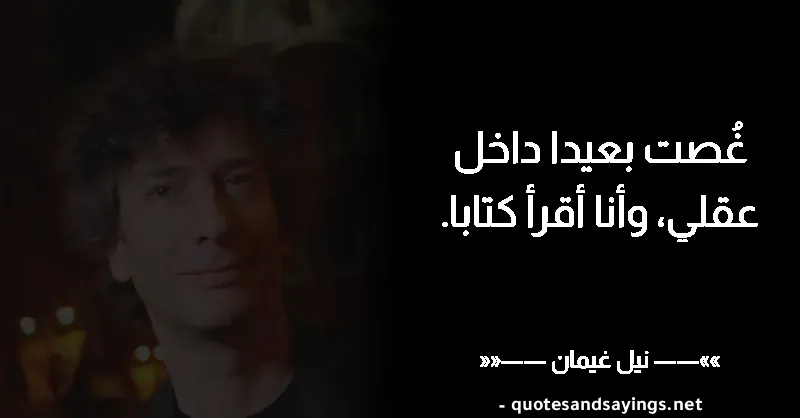 غُصت بعيدا داخل
عقلي، وأنا أقرأ كتابا.
»»——— نيل غيمان ———««
- quotesandsayings.net